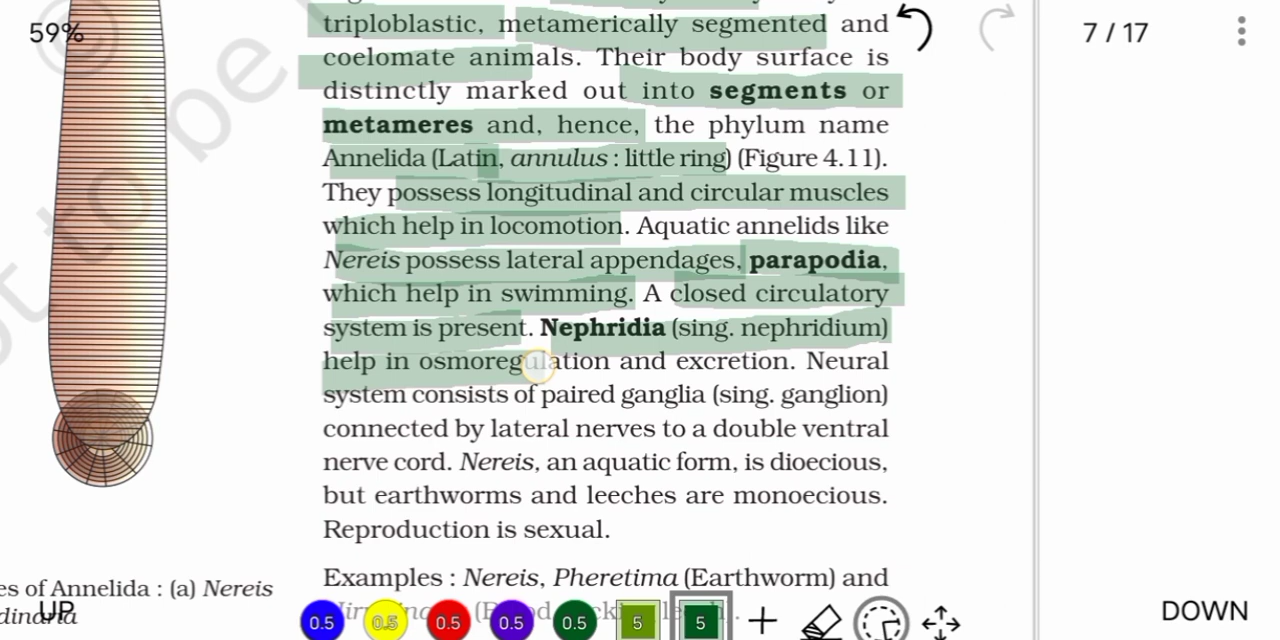 59%
7 / 17
triploblastic, metamerically segmented and
coelomate animals. Their body surface is
distinctly marked out into segments or
metameres and, hence, the phylum name
Annelida (Latin, annulus : little ring) (Figure 4.11).
They possess longitudinal and circular muscles
which help in locomotion. Aquatic annelids like
Nereis possess lateral appendages, parapodia,
which help in swimming. A closed circulatory
system is present. Nephridia (sing. nephridium)
help in osmoregulation and excretion. Neural
system consists of paired ganglia (sing. ganglion)
connected by lateral nerves to a double ventral
nerve cord. Nereis, an aquatic form, is dioecious,
but earthworms and leeches are monoecious.
Reproduction is sexual.
Examples : Nereis, Pheretima (Earthworm) and
es of Annelida : (a) Nereis
UP
DOWN
0.5 0.5 0.5 0.5 0.5 5 5
© 
be
ot to